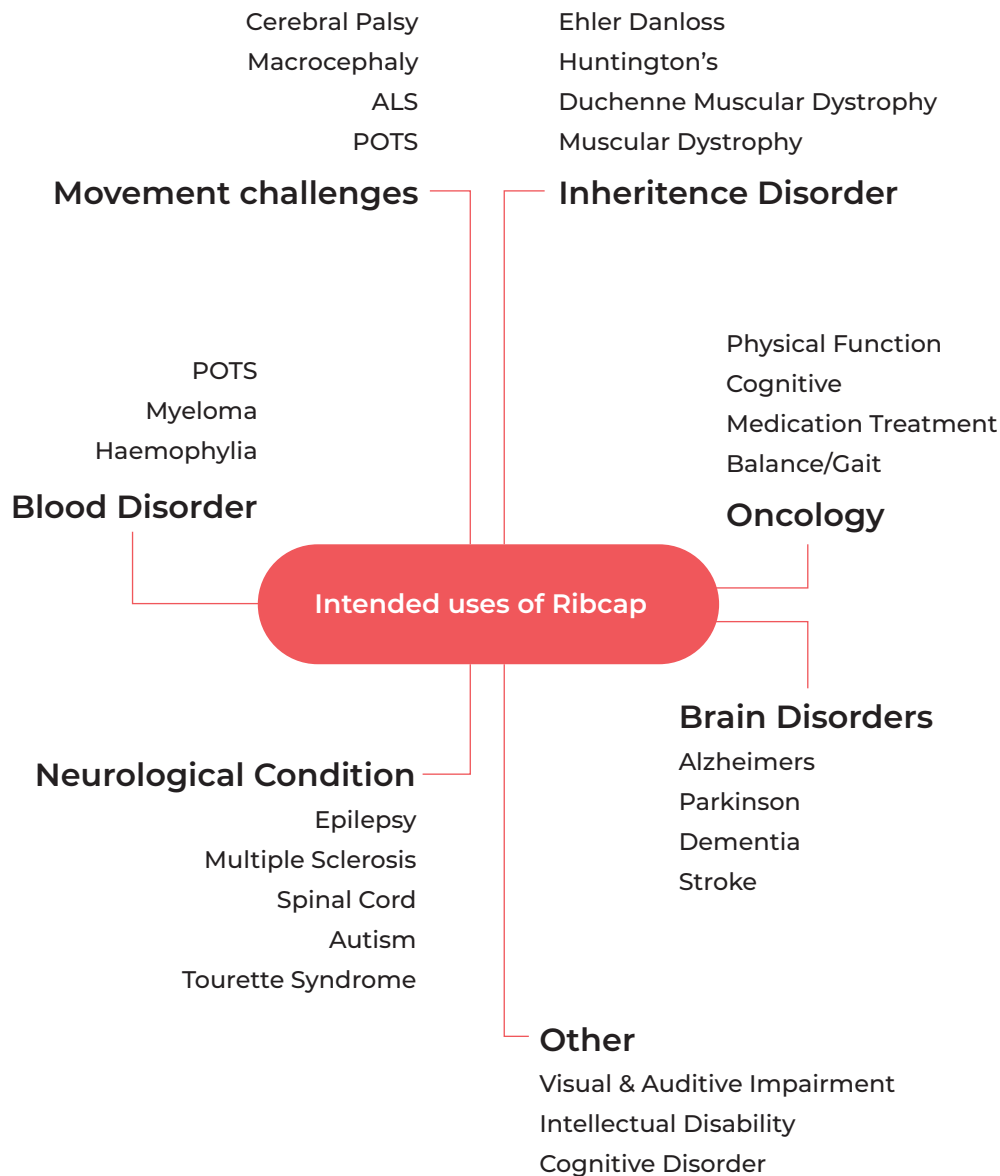 Cerebral Palsy
Macrocephaly
ALS
POTS
Movement challenges
Ehler Danloss
Huntington’s
Duchenne Muscular Dystrophy
Muscular Dystrophy
Inheritence Disorder
POTS
Myeloma
Haemophylia
Blood Disorder
Physical Function
Cognitive
Medication Treatment
Balance/Gait
Oncology
Intended uses of Ribcap
Neurological Condition
Epilepsy
Multiple Sclerosis
Spinal Cord
Autism
Tourette Syndrome
Brain Disorders
Alzheimers
Parkinson
Dementia
Stroke
Other
Visual & Auditive Impairment
Intellectual Disability
Cognitive Disorder